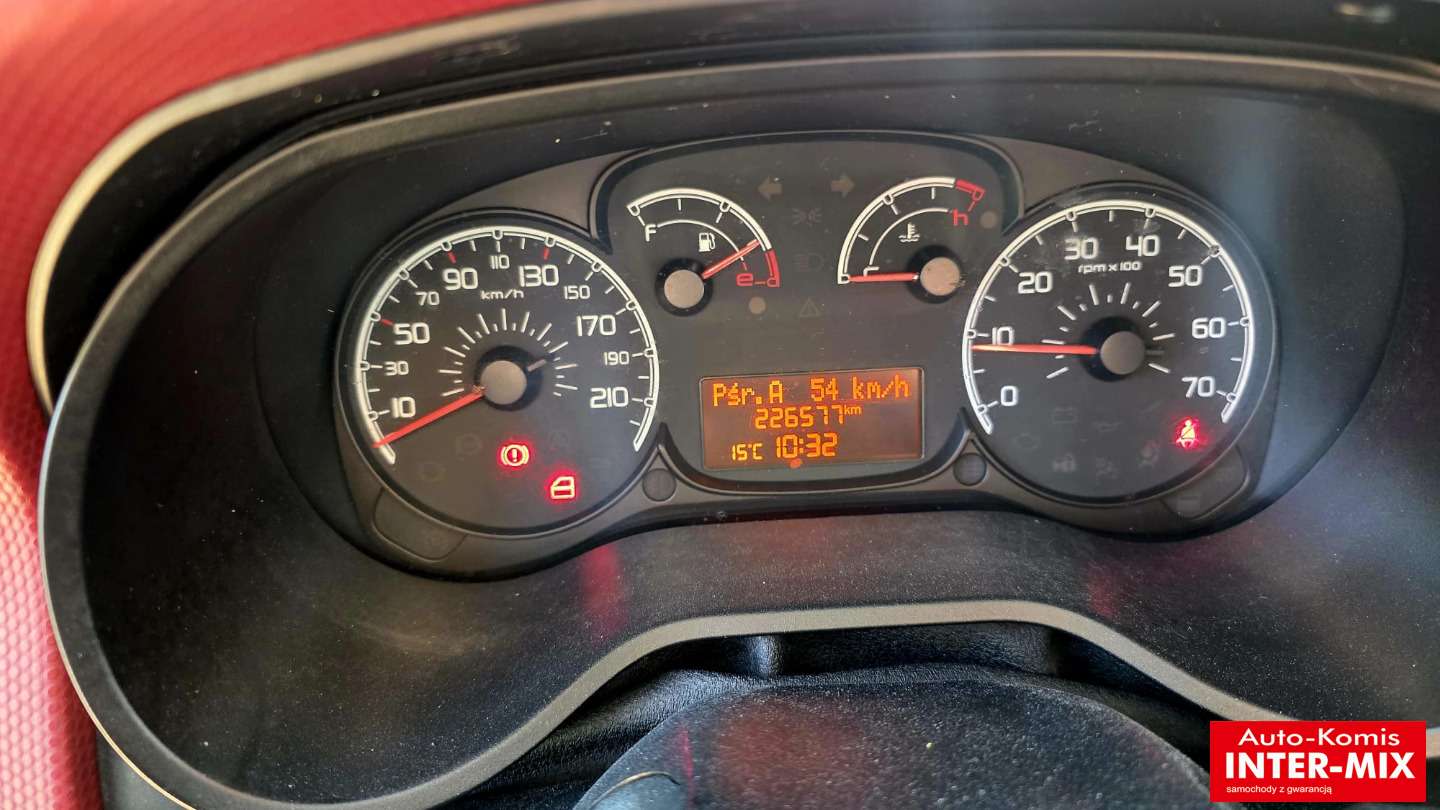 F
e
h
c
10
30
50
70
90
110
130
150
170
190
210
km/h
0
10
20
30
40
50
60
70
rpm x 100
Pśr.A 54 km/h
226577km
15°C 10:32
Auto-Komis
INTER-MIX
samochody z gwarancją